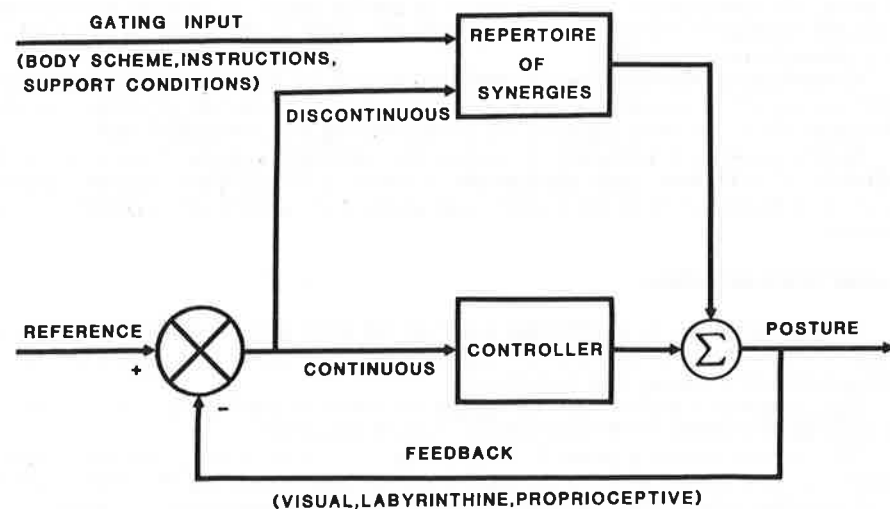 GATING INPUT
(BODY SCHEME,INSTRUCTIONS,
SUPPORT CONDITIONS)
REPERTOIRE
OF
SYNERGIES
DISCONTINUOUS
REFERENCE
+
-
CONTINUOUS
CONTROLLER
Σ
POSTURE
FEEDBACK
(VISUAL,LABYRINTHINE,PROPRIOCEPTIVE)